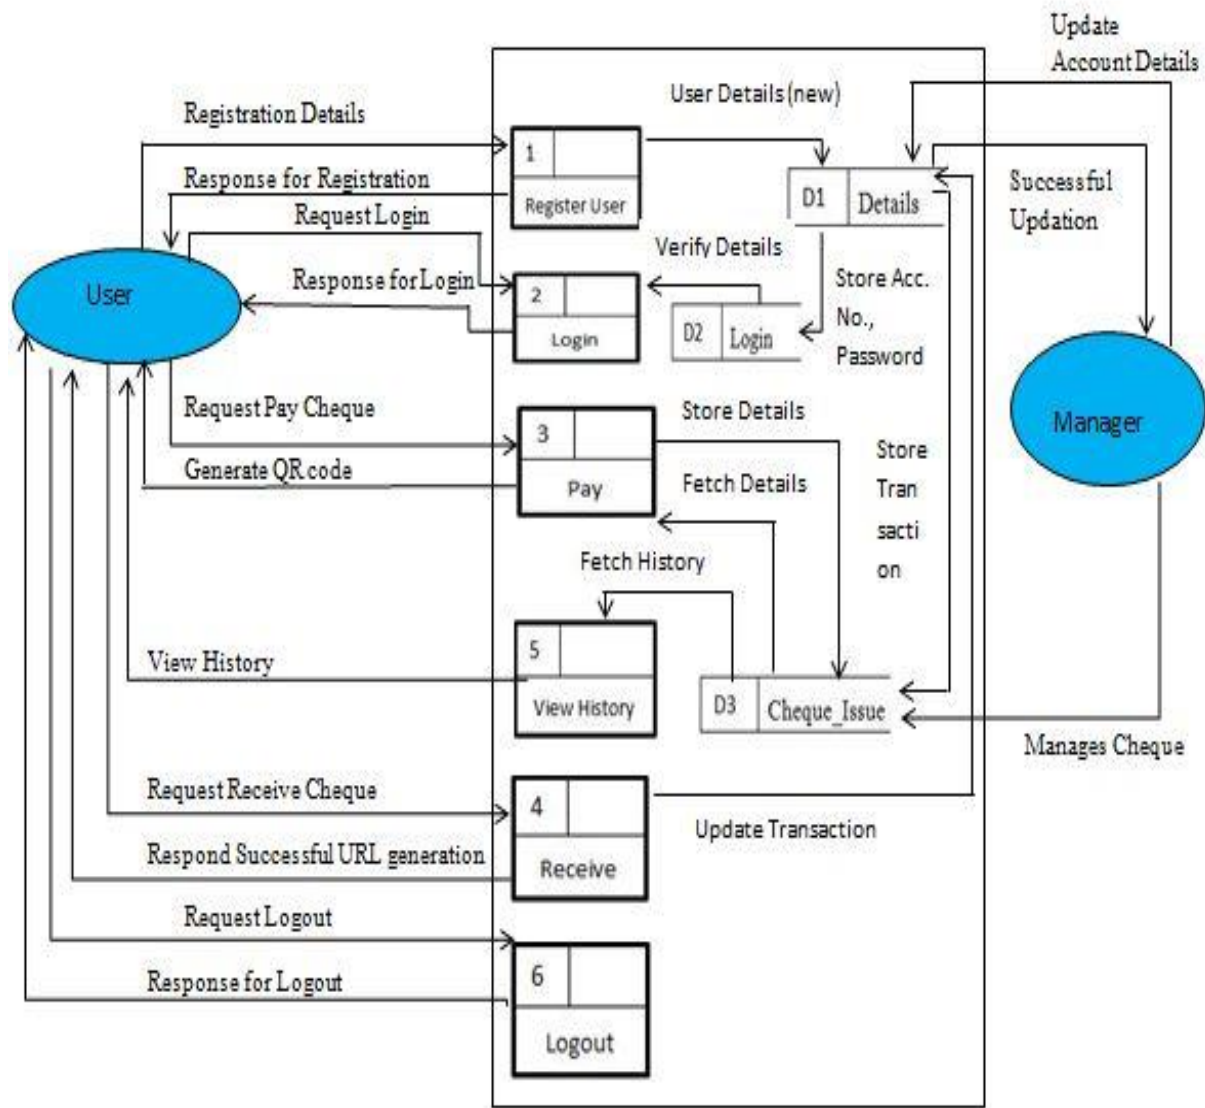 Update
Account Details
User Details (new)
Registration Details
1
Register User
Response for Registration
Request Login
D1
Details
Successful
Updation
Verify Details
User
Response for Login
2
Login
D2
Login
Store Acc.
No.,
Password
Manager
Request Pay Cheque
3
Pay
Store Details
Generate QR code
Fetch Details
Store
Tran
sacti
on
Fetch History
View History
5
View History
D3
Cheque_Issue
Manages Cheque
Request Receive Cheque
4
Receive
Update Transaction
Respond Successful URL generation
Request Logout
Response for Logout
6
Logout